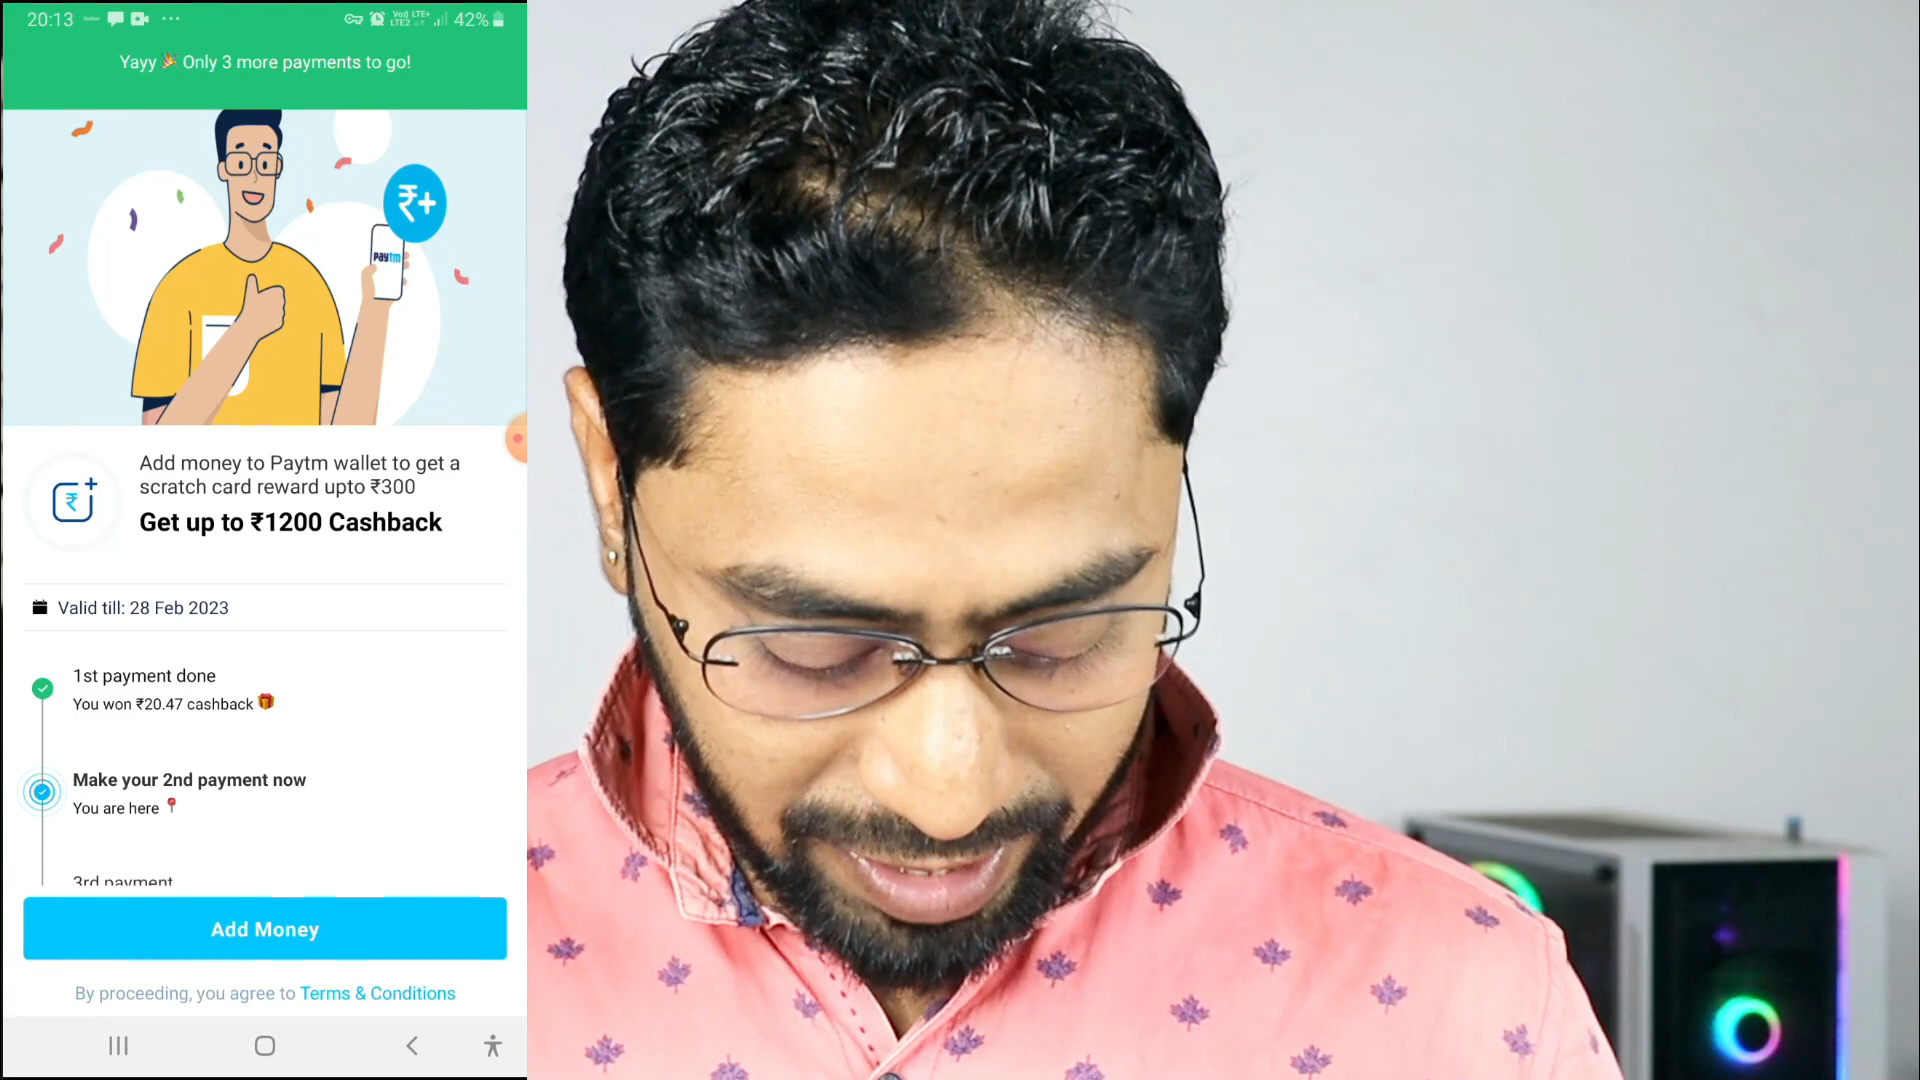 20:13
Vo) LTE+
LTE2
42%
Yayy 🎉 Only 3 more payments to go!
₹+
paytm
Add money to Paytm wallet to get a
scratch card reward upto ₹300
Get up to ₹1200 Cashback
Valid till: 28 Feb 2023
1st payment done
You won ₹20.47 cashback 🎁
Make your 2nd payment now
You are here 📍
3rd payment
Add Money
By proceeding, you agree to Terms & Conditions